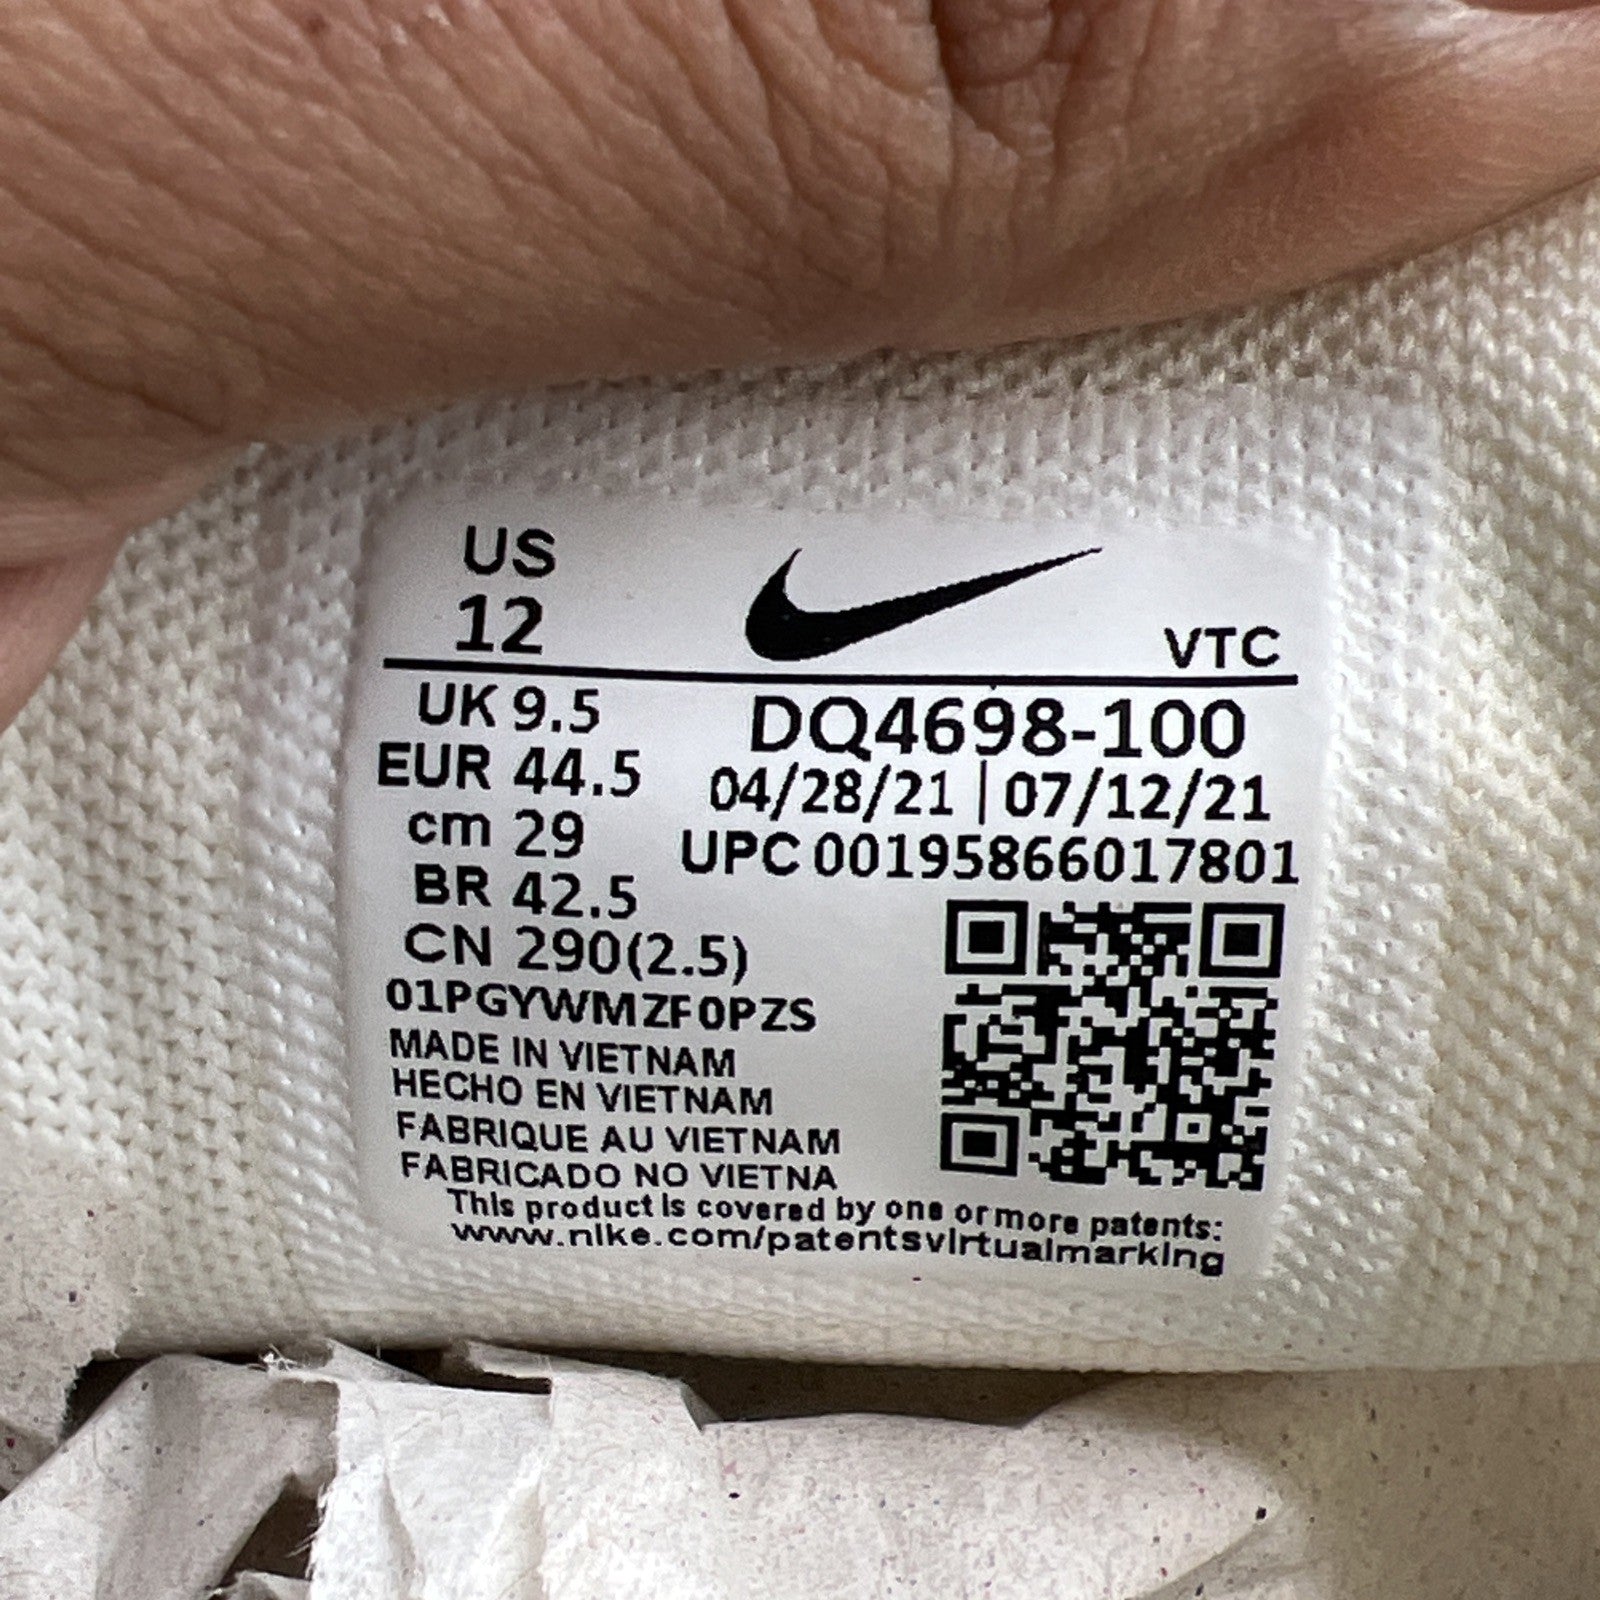 US
12
VTC
UK 9.5
DQ4698-100
EUR 44.5
04/28/21 | 07/12/21
cm 29
UPC 00195866017801
BR 42.5
CN 290(2.5)
01PGYWMZF0PZS
MADE IN VIETNAM
HECHO EN VIETNAM
FABRIQUE AU VIETNAM
FABRICADO NO VIETNA
This product is covered by one or more patents:
www.nike.com/patentsvirtualmarking